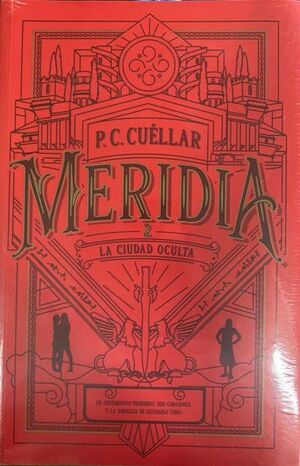 P. C. CUÉLLAR
MERIDIA
2
LA CIUDAD OCULTA
UN SENTIMIENTO PROHIBIDO, DOS CORAZONES
Y LA AMENAZA DE OLVIDARLO TODO